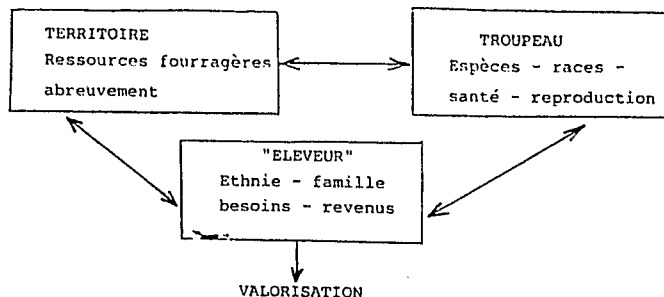 TERRITOIRE
Ressources fourragères
abreuvement
TROUPEAU
Espèces - races -
santé - reproduction
"ELEVEUR"
Ethnie - famille
besoins - revenus
VALORISATION